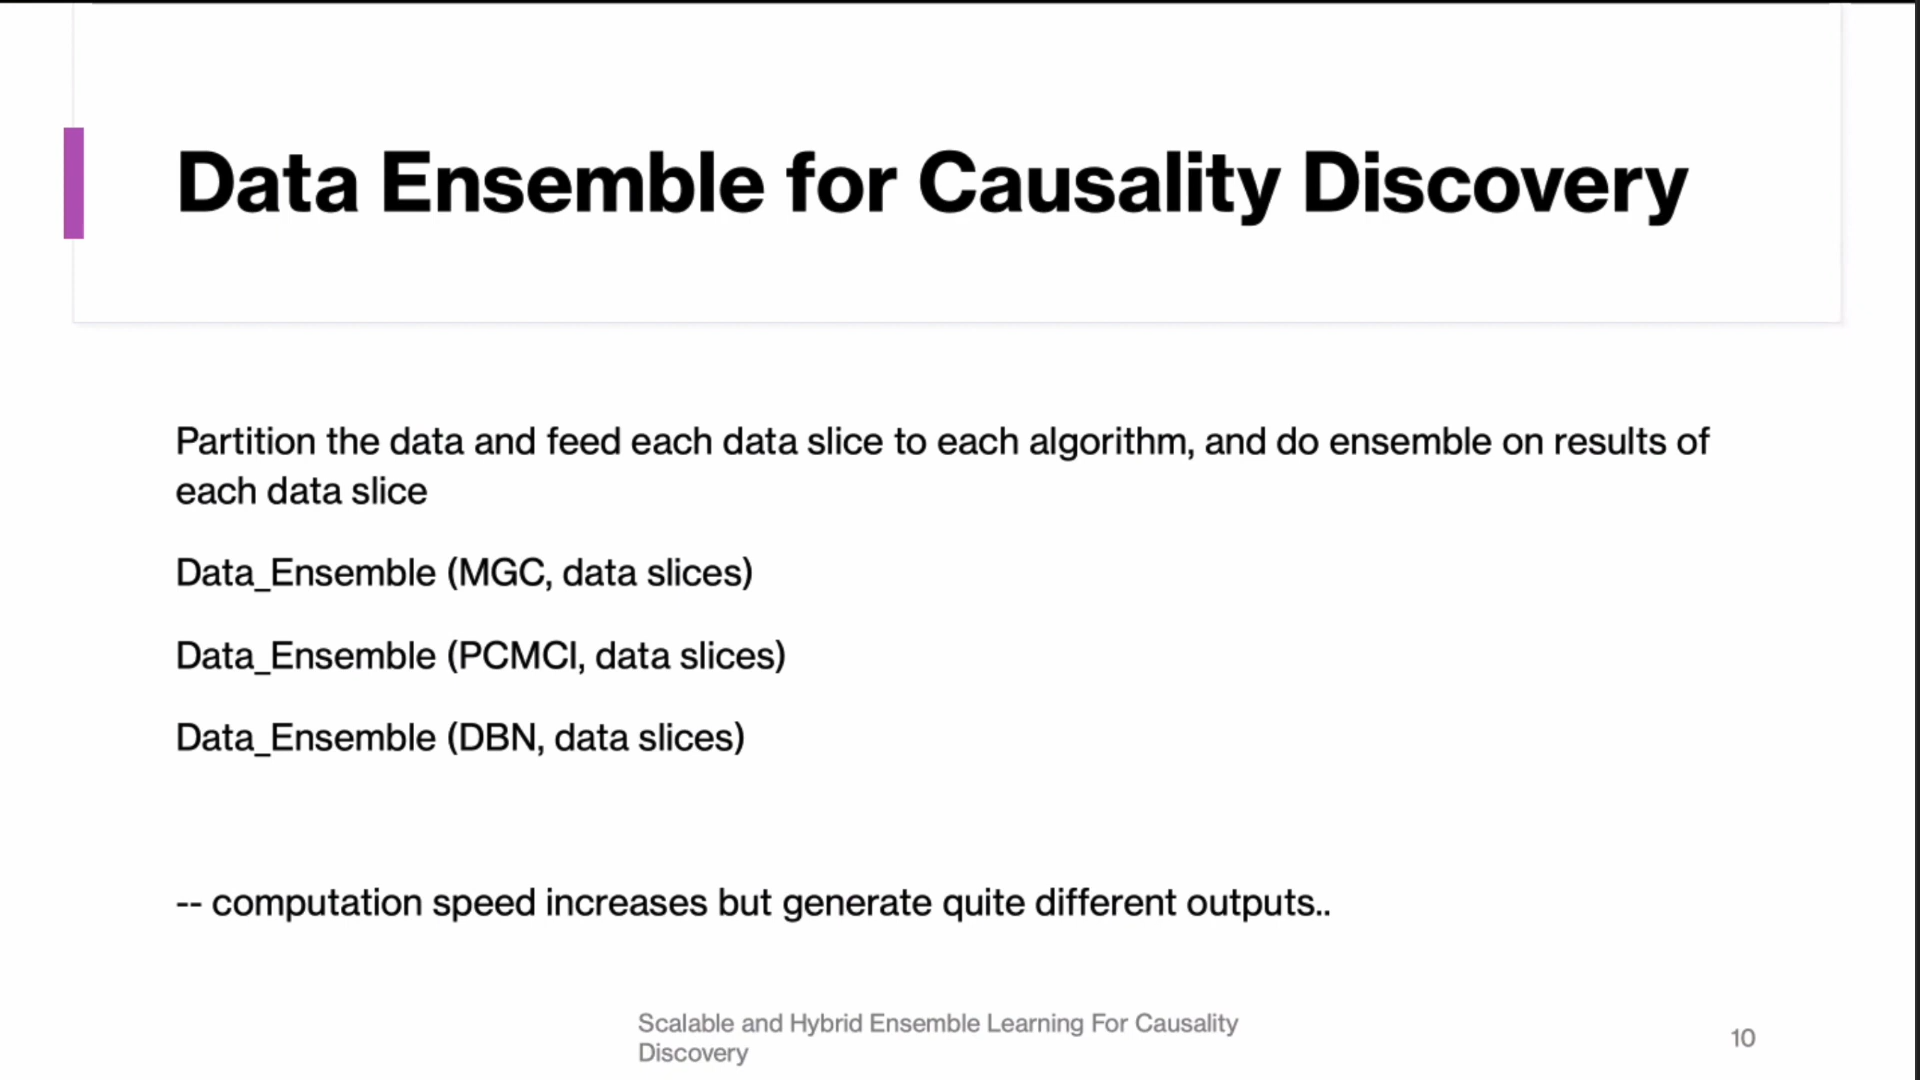 Data Ensemble for Causality Discovery
Partition the data and feed each data slice to each algorithm, and do ensemble on results of
each data slice
Data_Ensemble (MGC, data slices)
Data_Ensemble (PCMCI, data slices)
Data_Ensemble (DBN, data slices)
-- computation speed increases but generate quite different outputs..
Scalable and Hybrid Ensemble Learning For Causality
Discovery
10